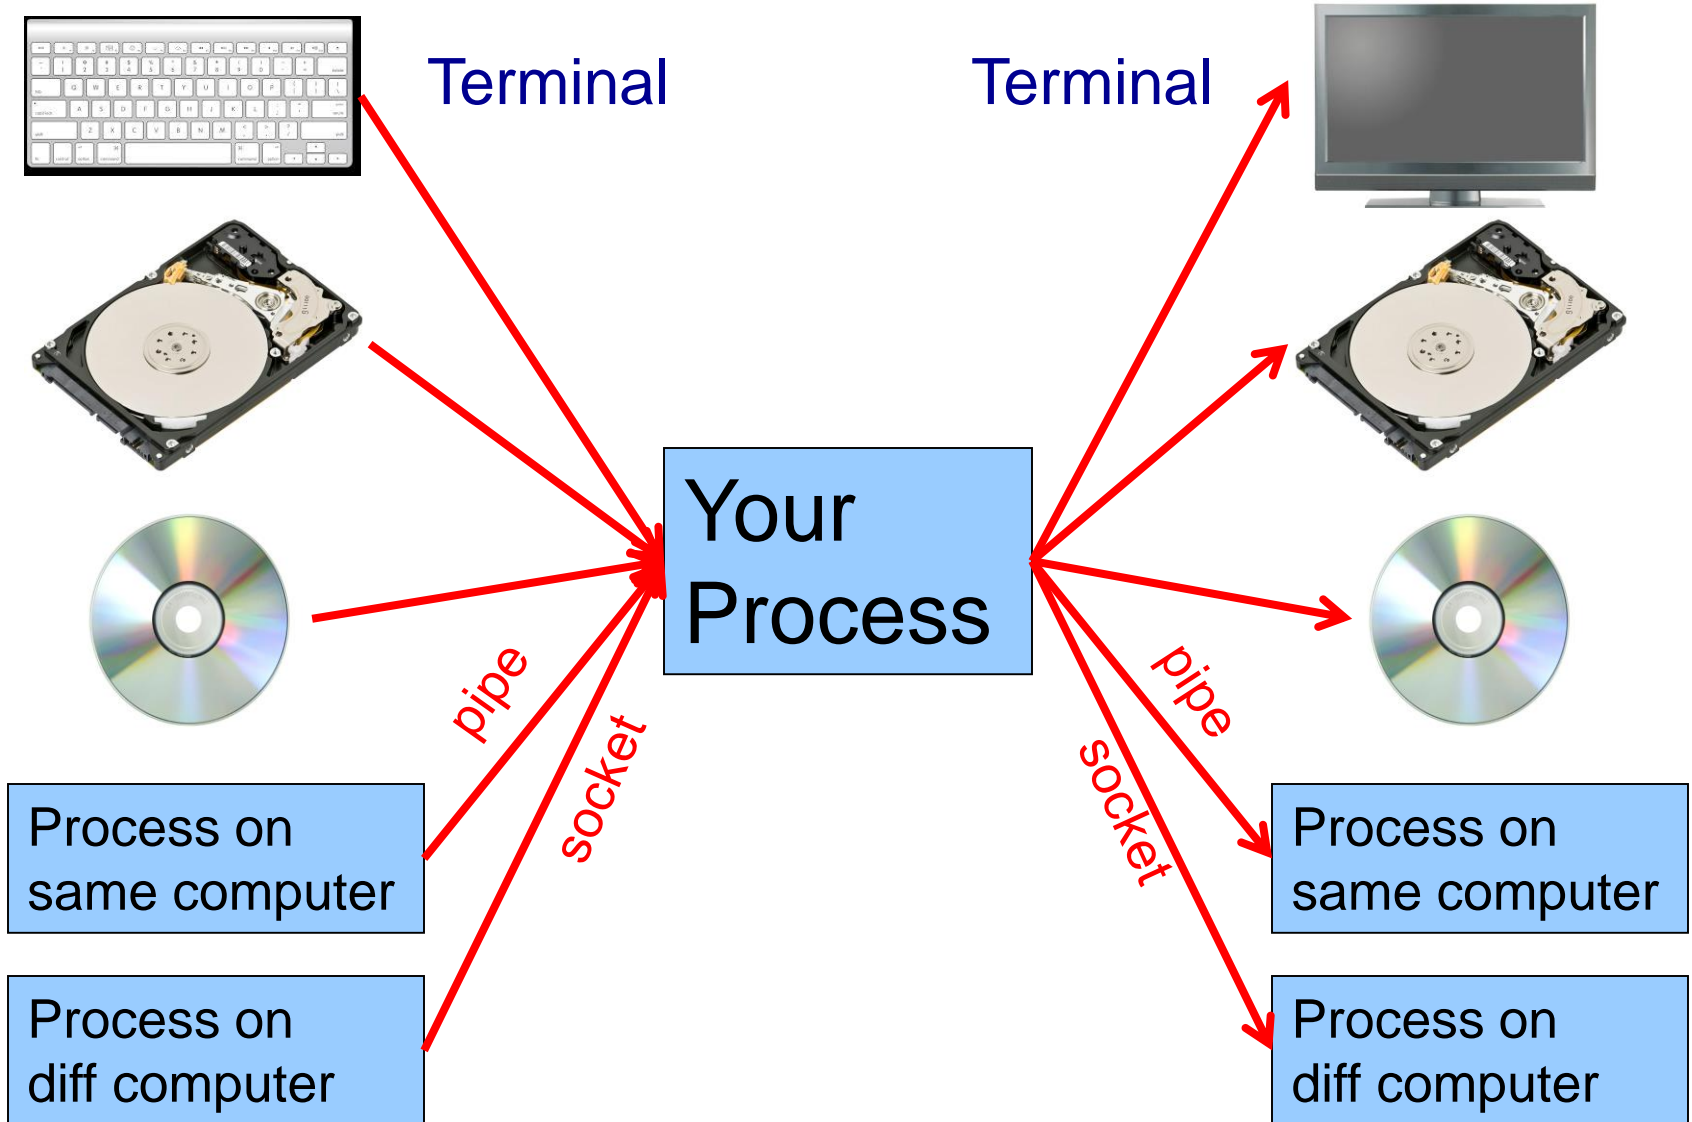 Terminal
Terminal
Your
Process
pipe
socket
pipe
socket
Process on
same computer
Process on
same computer
Process on
diff computer
Process on
diff computer